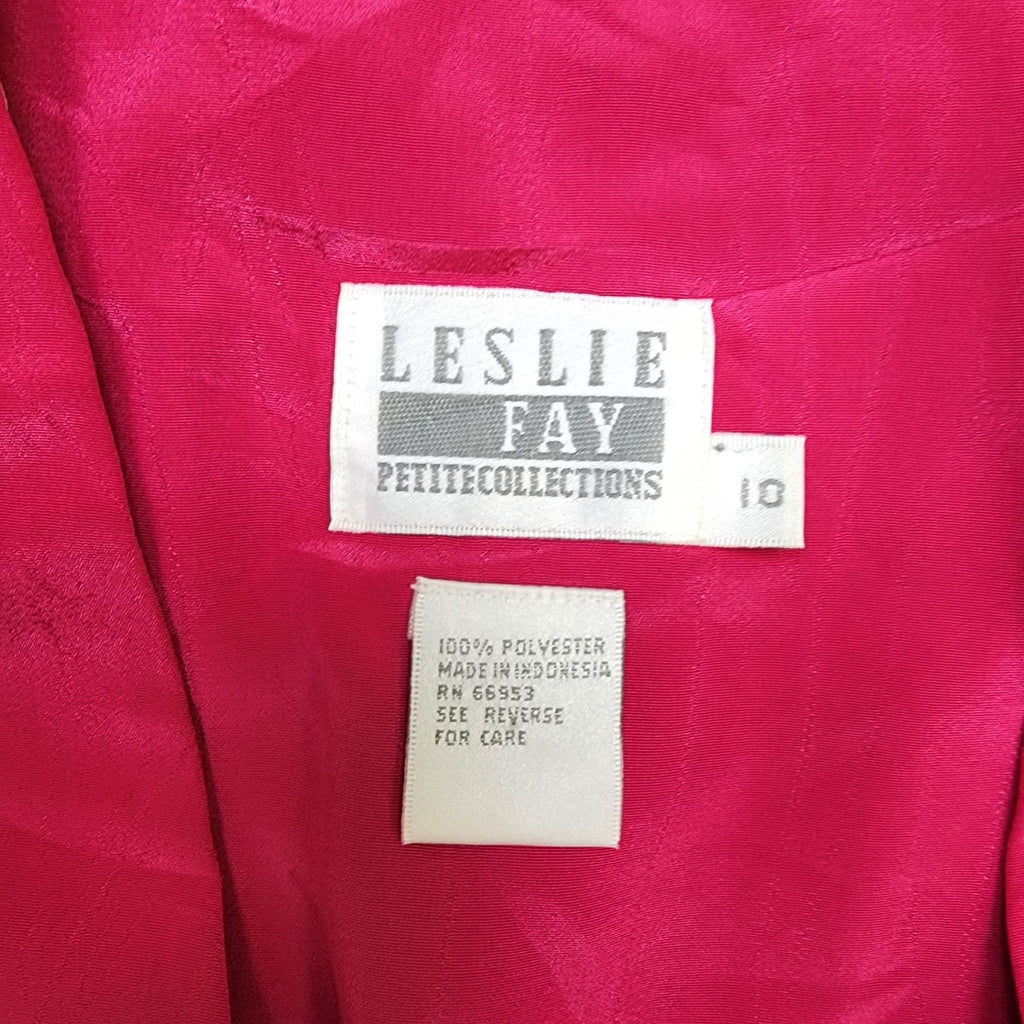 LESLIE
FAY
PETITECOLLECTIONS
10
100% POLYESTER
MADE IN INDONESIA
RN 66953
SEE REVERSE
FOR CARE